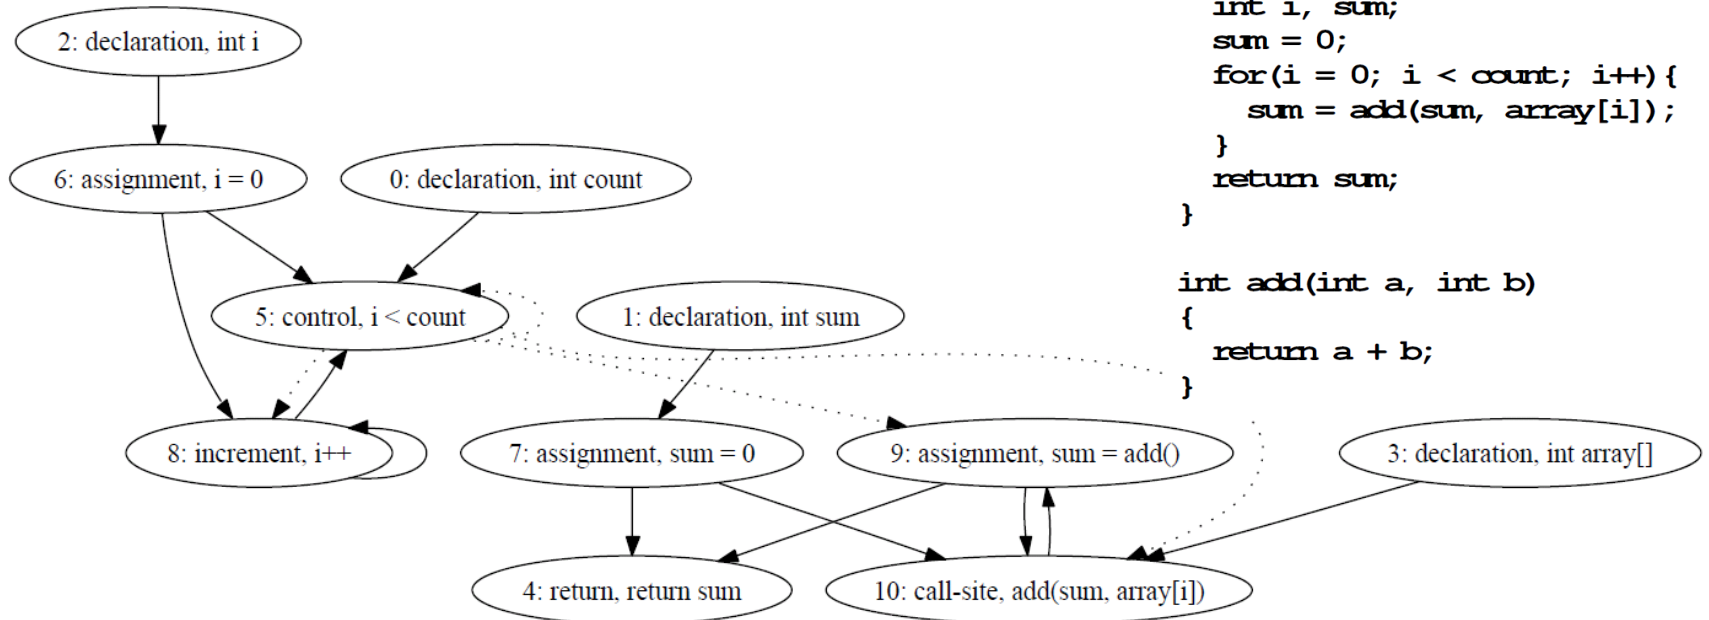 2: declaration, int i
6: assignment, i = 0
0: declaration, int count
5: control, i < count
1: declaration, int sum
8: increment, i++
7: assignment, sum = 0
9: assignment, sum = add()
3: declaration, int array[]
4: return, return sum
10: call-site, add(sum, array[i])
int i, sum;
sum = 0;
for(i = 0; i < count; i++){
sum = add(sum, array[i]);
}
return sum;
}
int add(int a, int b)
{
return a + b;
}